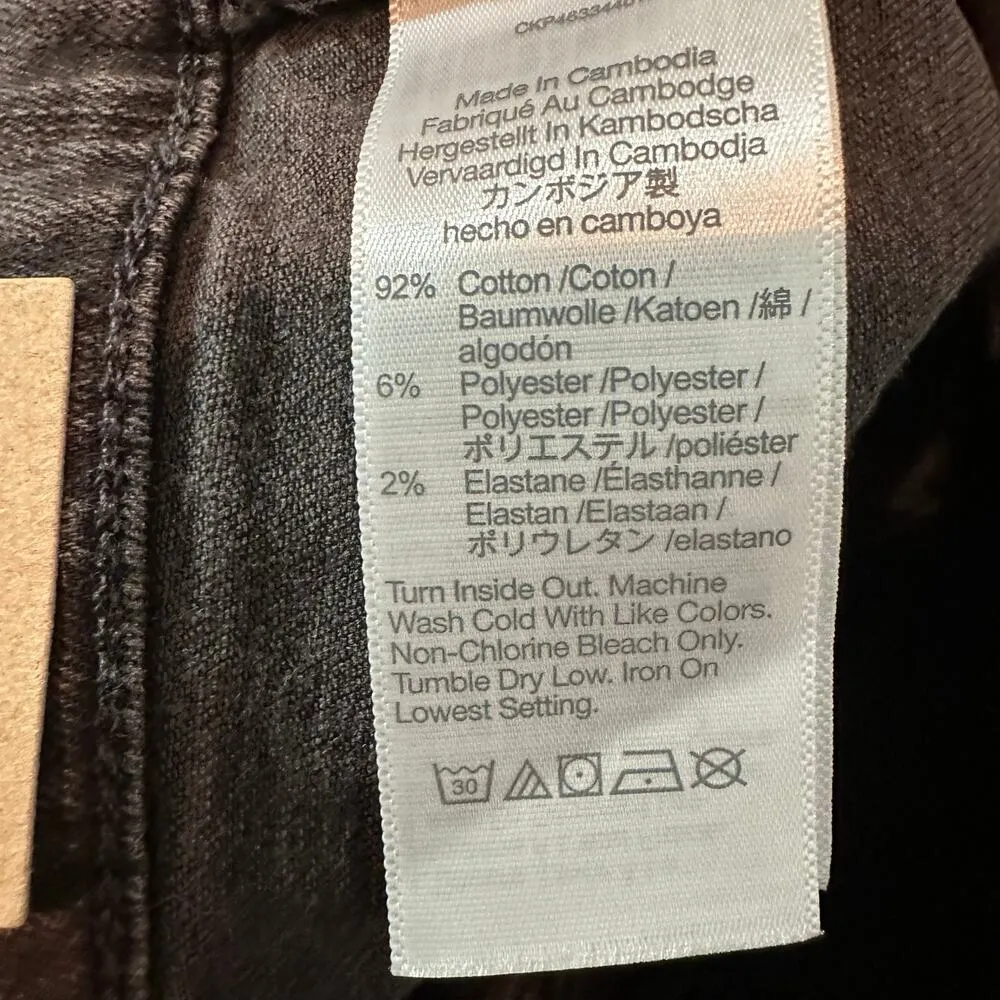 Made In Cambodia
Fabriqué Au Cambodge
Hergestellt In Kambodscha
Vervaardigd In Cambodja
カンボジア製
hecho en camboya
92% Cotton /Coton /
Baumwolle /Katoen /綿 /
algodón
6% Polyester /Polyester /
Polyester /Polyester /
ポリエステル /poliéster
2% Elastane /Élasthanne /
Elastan /Elastaan /
ポリウレタン /elastano
Turn Inside Out. Machine
Wash Cold With Like Colors.
Non-Chlorine Bleach Only.
Tumble Dry Low. Iron On
Lowest Setting.
30